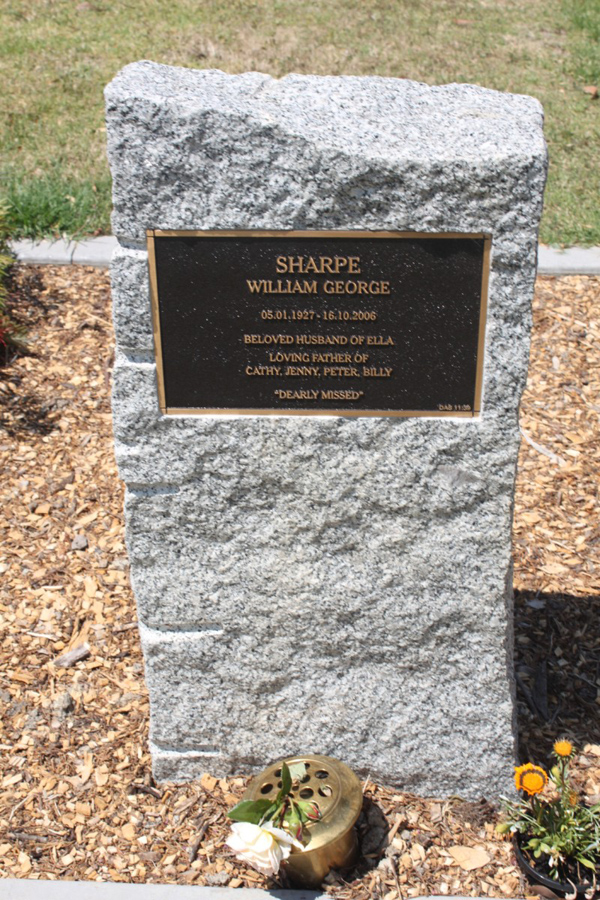 SHARPE
WILLIAM GEORGE
05.01.1927 - 16.10.2006
BELOVED HUSBAND OF ELLA
LOVING FATHER OF
CATHY, JENNY, PETER, BILLY
"DEARLY MISSED"